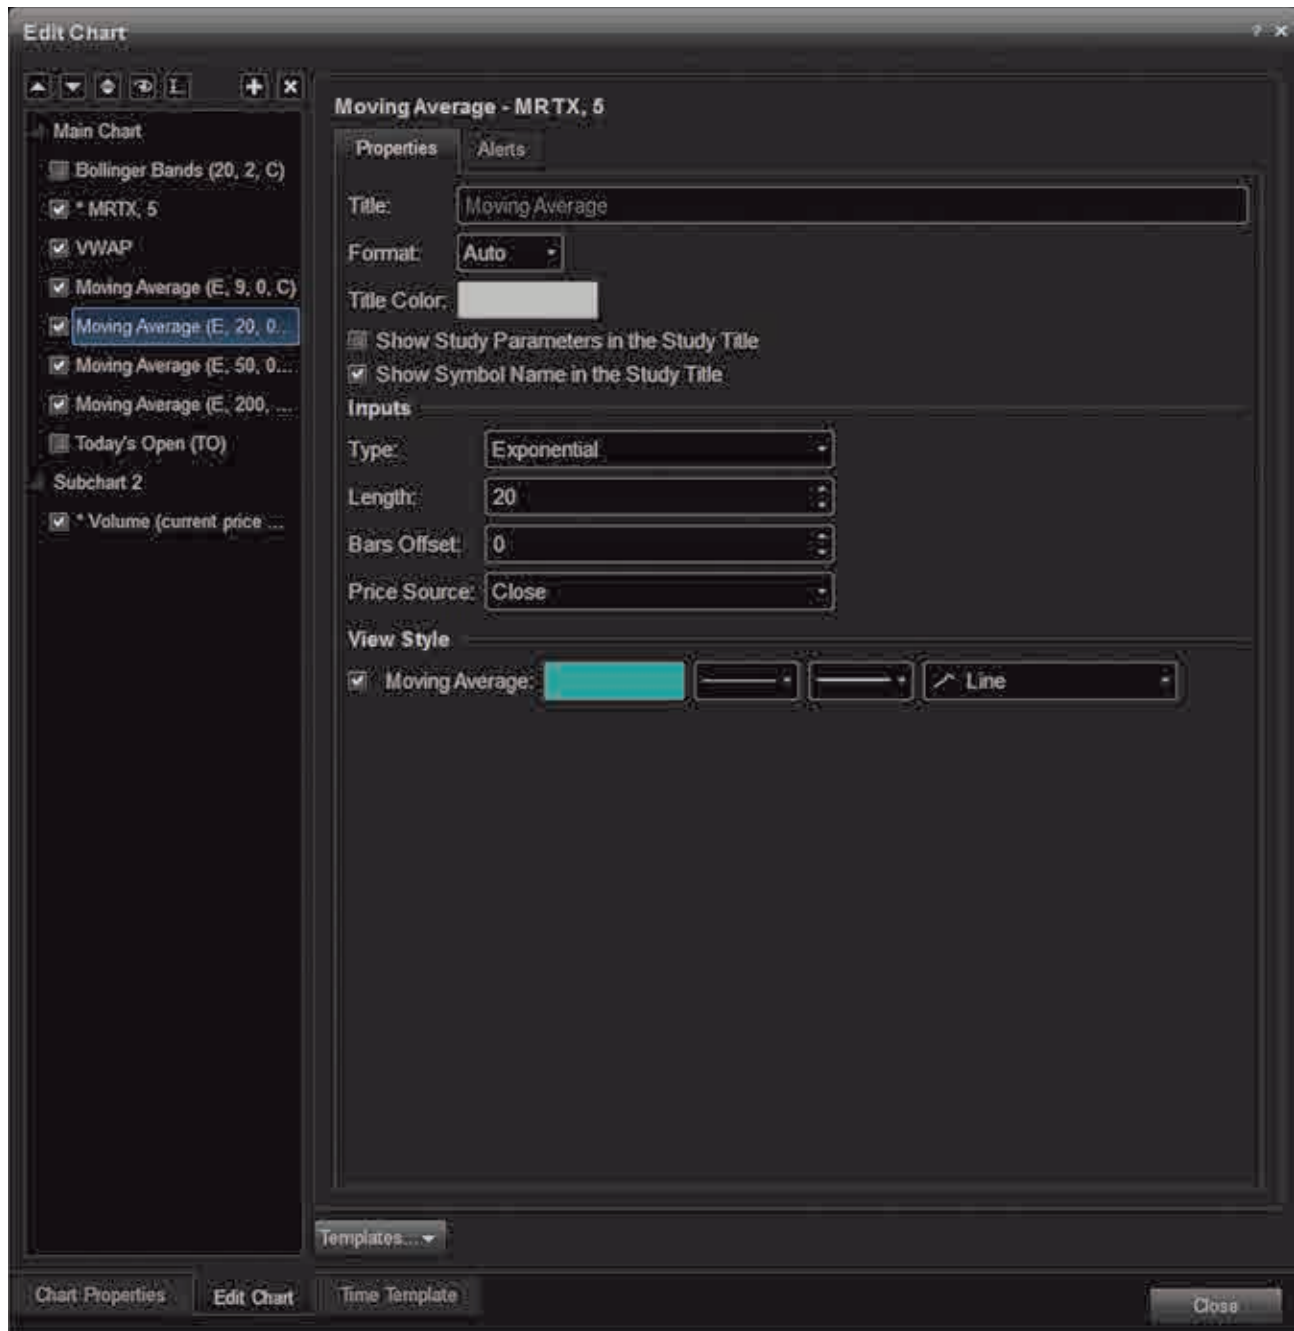 Edit Chart
? ×
Main Chart
Bollinger Bands (20, 2, C)
* MRTX, 5
VWAP
Moving Average (E, 9, 0, C)
Moving Average (E, 20, 0...
Moving Average (E, 50, 0...
Moving Average (E, 200, ...
Today's Open (TO)
Subchart 2
* Volume (current price ...
Moving Average - MRTX, 5
Properties Alerts
Title: Moving Average
Format: Auto
Title Color:
Show Study Parameters in the Study Title
Show Symbol Name in the Study Title
Inputs
Type: Exponential
Length: 20
Bars Offset: 0
Price Source: Close
View Style
Moving Average: Line
Templates...
Chart Properties Edit Chart Time Template
Close